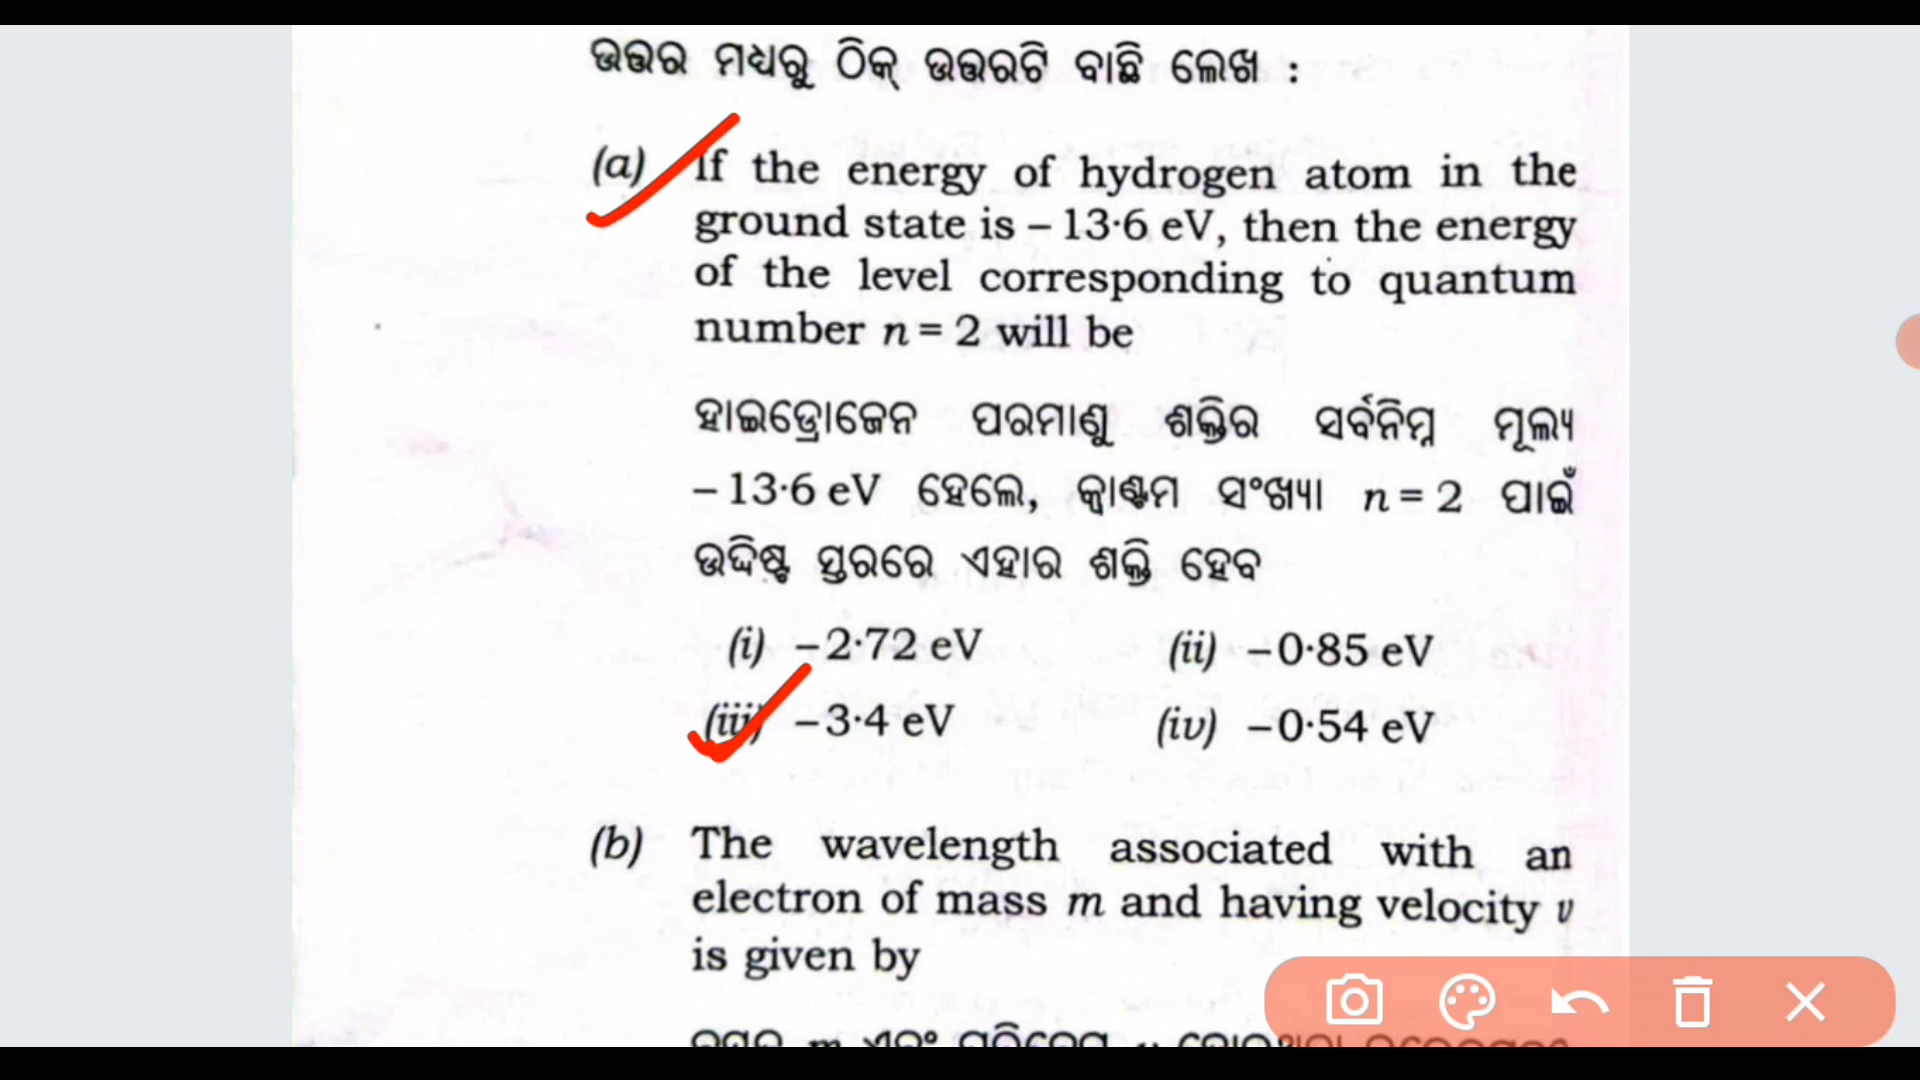 ଉତ୍ତର ମଧ୍ୟରୁ ଠିକ୍ ଉତ୍ତରଟି ବାଛି ଲେଖ :
(a) If the energy of hydrogen atom in the
ground state is – 13·6 eV, then the energy
of the level corresponding to quantum
number n = 2 will be
ହାଇଡ୍ରୋଜେନ ପରମାଣୁ ଶକ୍ତିର ସର୍ବନିମ୍ନ ମୂଲ୍ୟ
– 13·6 eV ହେଲେ, କ୍ୱାଣ୍ଟମ ସଂଖ୍ୟା n = 2 ପାଇଁ
ଉଦ୍ଦିଷ୍ଟ ସ୍ତରରେ ଏହାର ଶକ୍ତି ହେବ
(i) –2·72 eV (ii) –0·85 eV
(iii) –3·4 eV (iv) –0·54 eV
(b) The wavelength associated with an
electron of mass m and having velocity v
is given by